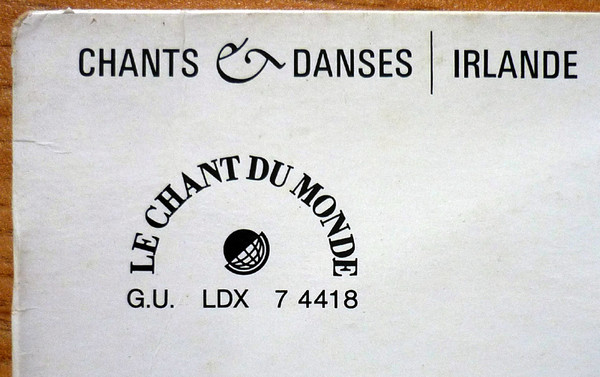 CHANTS & DANSES | IRLANDE
LE CHANT DU MONDE
G.U. LDX 7 4418